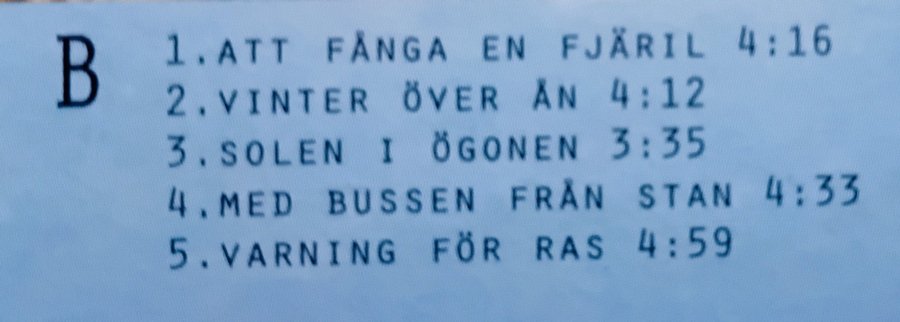 B
1. ATT FÅNGA EN FJÄRIL 4:16
2. VINTER ÖVER ÅN 4:12
3. SOLEN I ÖGONEN 3:35
4. MED BUSSEN FRÅN STAN 4:33
5. VARNING FÖR RAS 4:59